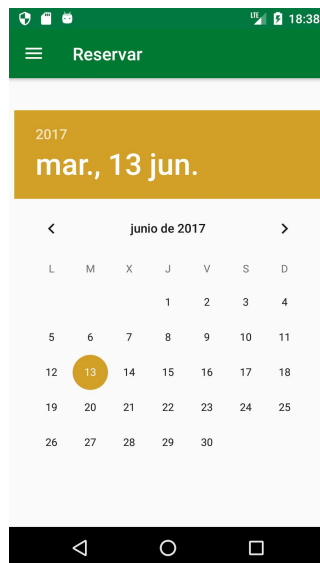 LTE 18:38
Reservar
2017
mar., 13 jun.
junio de 2017
L M X J V S D
1 2 3 4
5 6 7 8 9 10 11
12 13 14 15 16 17 18
19 20 21 22 23 24 25
26 27 28 29 30